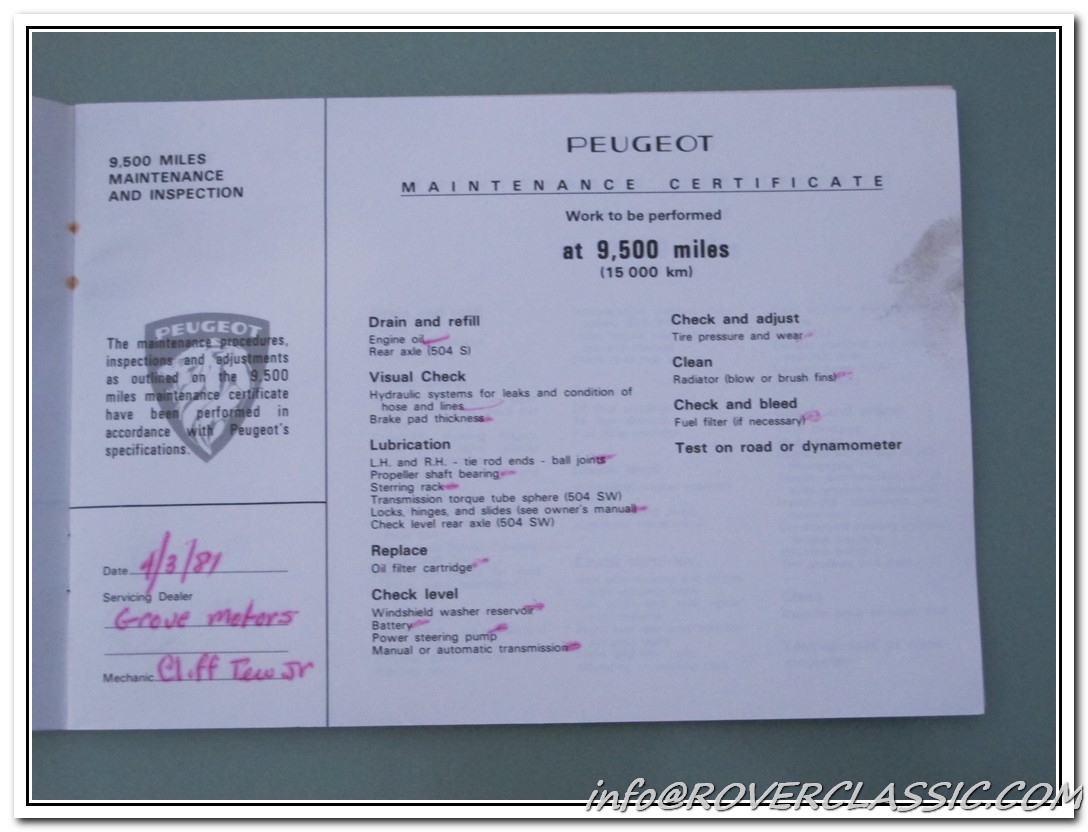 9,500 MILES
MAINTENANCE
AND INSPECTION
PEUGEOT
The maintenance procedures,
inspections and adjustments
as outlined on the 9,500
miles maintenance certificate
have been performed in
accordance with Peugeot's
specifications.
Date 4/3/81
Servicing Dealer
Grove Motors
Mechanic Cliff Tew Jr
PEUGEOT
MAINTENANCE CERTIFICATE
Work to be performed
at 9,500 miles
(15 000 km)
Drain and refill
Engine oil
Rear axle (504 S)
Visual Check
Hydraulic systems for leaks and condition of
hose and lines
Brake pad thickness
Lubrication
L.H. and R.H. - tie rod ends - ball joints
Propeller shaft bearing
Sterring rack
Transmission torque tube sphere (504 SW)
Locks, hinges, and slides (see owner's manual)
Check level rear axle (504 SW)
Replace
Oil filter cartridge
Check level
Windshield washer reservoir
Battery
Power steering pump
Manual or automatic transmission
Check and adjust
Tire pressure and wear
Clean
Radiator (blow or brush fins)
Check and bleed
Fuel filter (if necessary)
Test on road or dynamometer
info@ROVERCLASSIC.COM